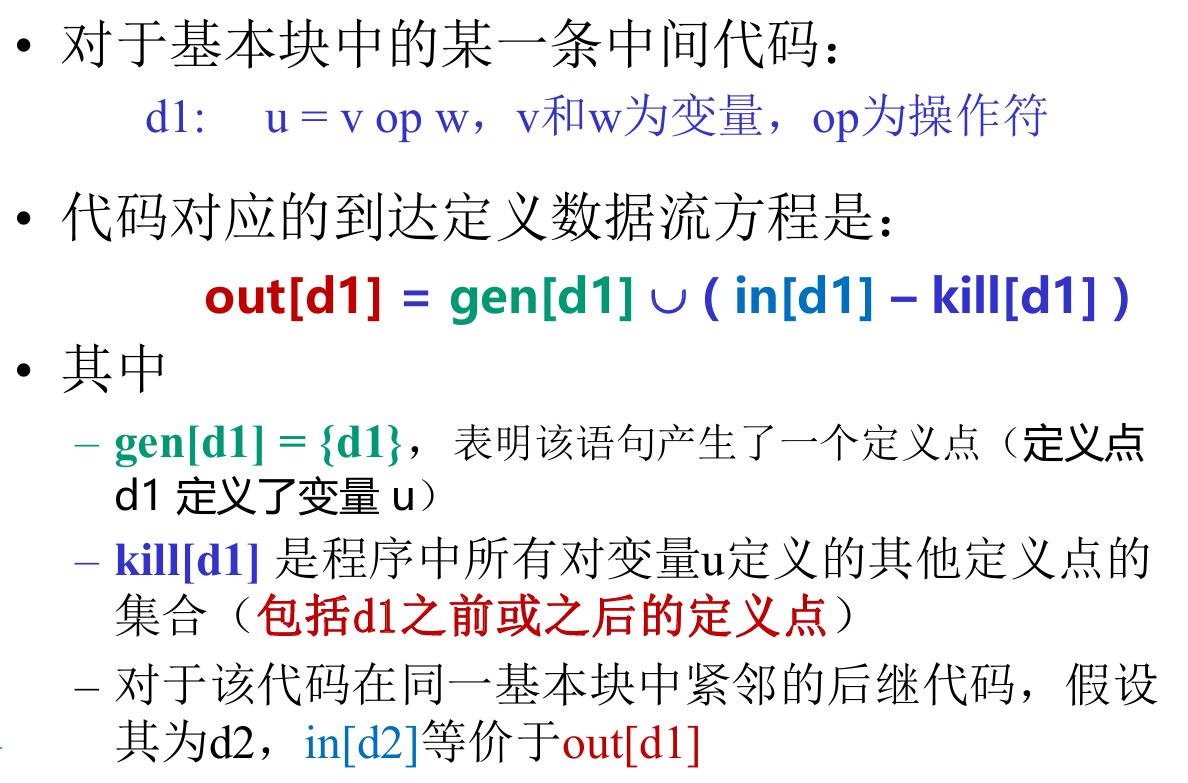 • 对于基本块中的某一条中间代码：
d1: u = v op w，v和w为变量，op为操作符
• 代码对应的到达定义数据流方程是：
out[d1] = gen[d1] ∪ ( in[d1] – kill[d1] )
• 其中
– gen[d1] = {d1}，表明该语句产生了一个定义点（定义点
d1 定义了变量 u）
– kill[d1] 是程序中所有对变量u定义的其他定义点的
集合（包括d1之前或之后的定义点）
– 对于该代码在同一基本块中紧邻的后继代码，假设
其为d2，in[d2]等价于out[d1]